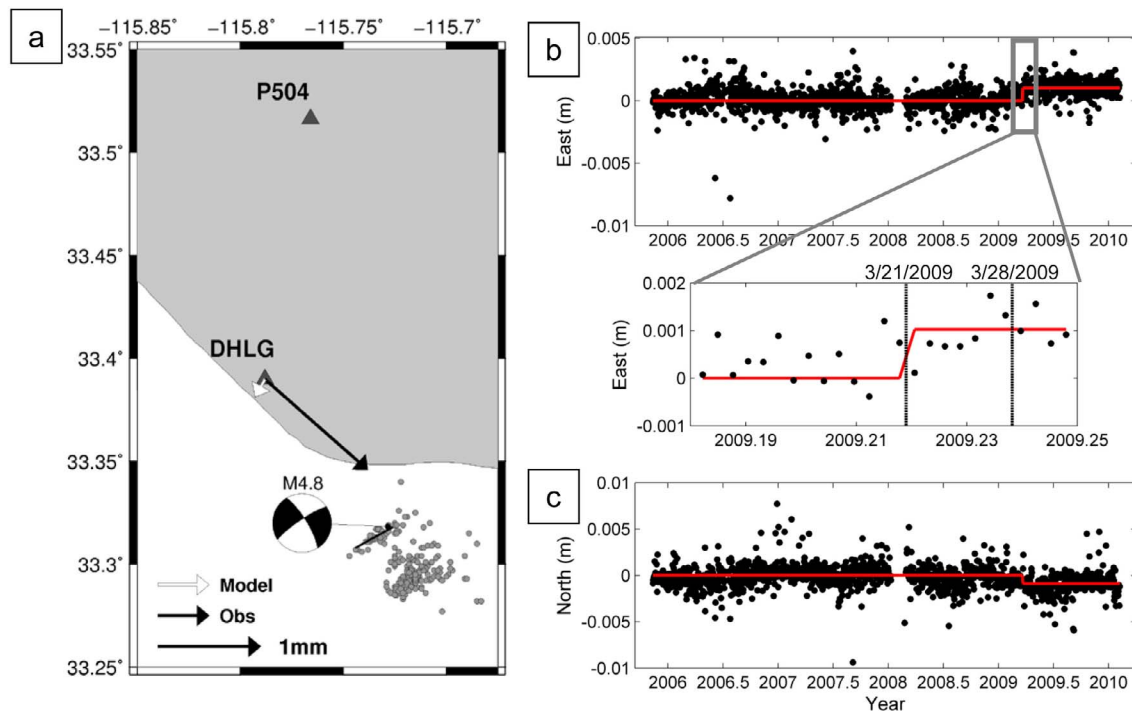 a
−115.85 −115.8 −115.75 −115.7
33.55˚
33.5˚
33.45˚
33.4˚
33.35˚
33.3˚
33.25˚
P504
DHLG
M4.8
Model
Obs
1mm
b
0.005
0
-0.005
-0.01
East (m)
2006 2006.5 2007 2007.5 2008 2008.5 2009 2009.5 2010
3/21/2009 3/28/2009
0.002
0.001
0
-0.001
East (m)
2009.19 2009.21 2009.23 2009.25
c
0.01
0.005
0
-0.005
-0.01
North (m)
2006 2006.5 2007 2007.5 2008 2008.5 2009 2009.5 2010
Year